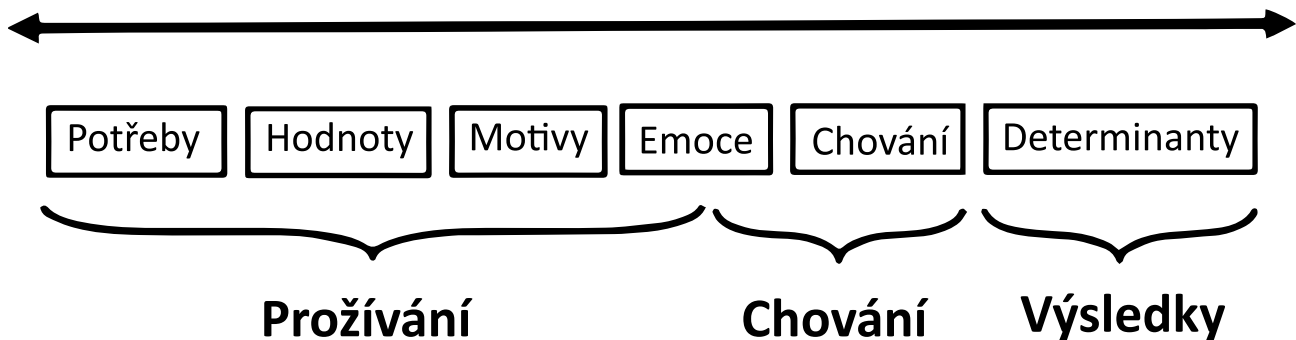 Potřeby Hodnoty Motivy Emoce Chování Determinanty
Prožívání Chování Výsledky